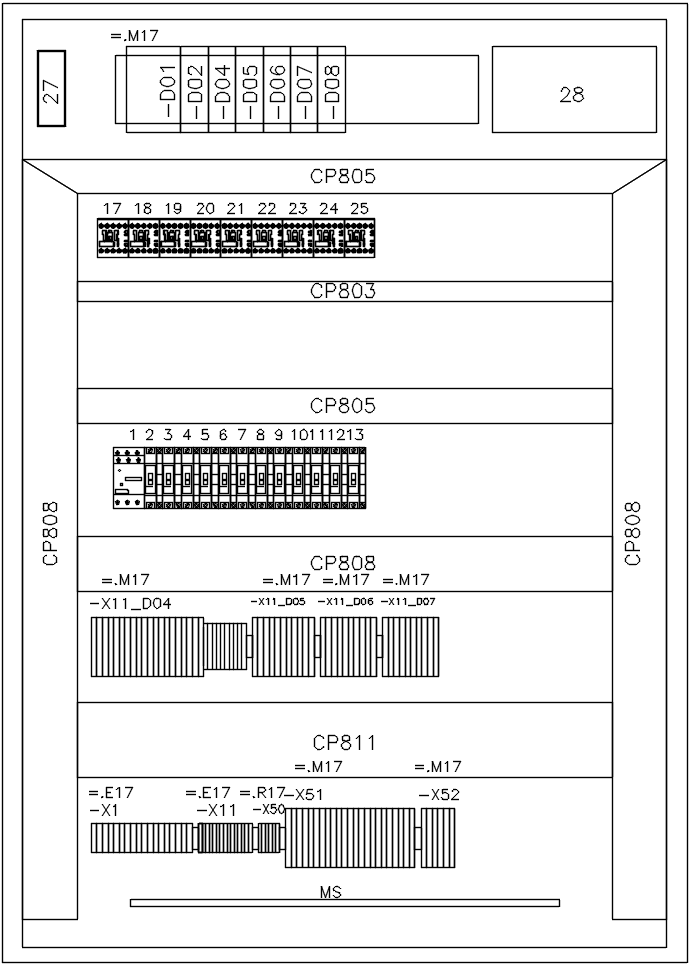 =.M17
27
-D01 -D02 -D04 -D05 -D06 -D07 -D08
28
CP805
17 18 19 20 21 22 23 24 25
CP803
CP805
1 2 3 4 5 6 7 8 9 10 11 12 13
CP808
CP808
CP808
=.M17 =.M17 =.M17 =.M17
-X11_D04 -X11_D05 -X11_D06 -X11_D07
CP811
=.M17 =.M17
=.E17 =.E17 =.R17
-X1 -X11 -X50 -X51 -X52
MS